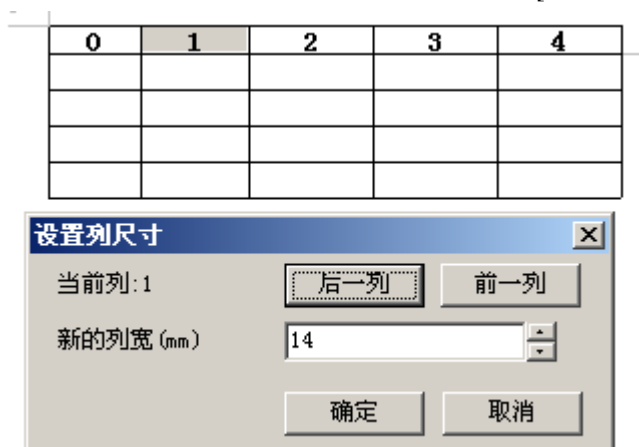 0 1 2 3 4
设置列尺寸
当前列:1 后一列 前一列
新的列宽(mm) 14
确定 取消